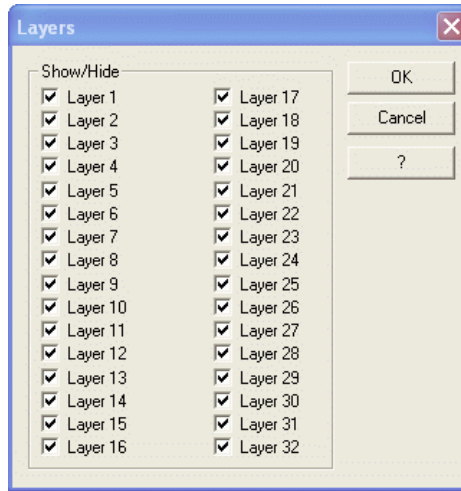 Layers
Show/Hide
Layer 1
Layer 2
Layer 3
Layer 4
Layer 5
Layer 6
Layer 7
Layer 8
Layer 9
Layer 10
Layer 11
Layer 12
Layer 13
Layer 14
Layer 15
Layer 16
Layer 17
Layer 18
Layer 19
Layer 20
Layer 21
Layer 22
Layer 23
Layer 24
Layer 25
Layer 26
Layer 27
Layer 28
Layer 29
Layer 30
Layer 31
Layer 32
OK
Cancel
?